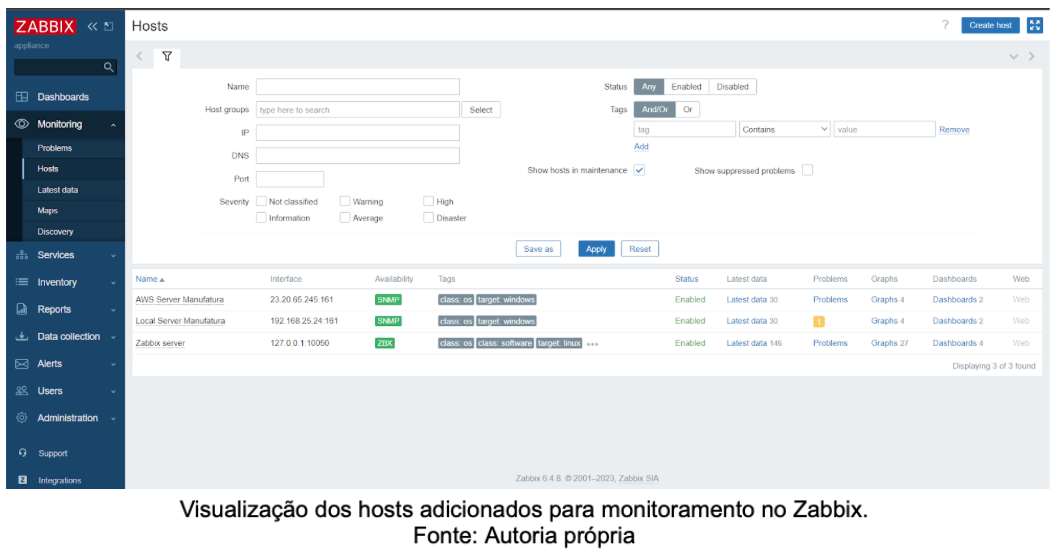 ZABBIX
appliance
Dashboards
Monitoring
Problems
Hosts
Latest data
Maps
Discovery
Services
Inventory
Reports
Data collection
Alerts
Users
Administration
Support
Integrations
Hosts
? Create host
Name
Host groups type here to search Select
IP
DNS
Port
Severity Not classified Warning High
Information Average Disaster
Status Any Enabled Disabled
Tags And/Or Or
tag Contains value Remove
Add
Show hosts in maintenance Show suppressed problems
Save as Apply Reset
Name Interface Availability Tags Status Latest data Problems Graphs Dashboards Web
AWS Server Manufatura 23.20.65.245:161 SNMP class: os target: windows Enabled Latest data 30 Problems Graphs 4 Dashboards 2 Web
Local Server Manufatura 192.168.25.24:161 SNMP class: os target: windows Enabled Latest data 30 1 Graphs 4 Dashboards 2 Web
Zabbix server 127.0.0.1:10050 ZBX class: os class: software target: linux ••• Enabled Latest data 146 Problems Graphs 27 Dashboards 4 Web
Displaying 3 of 3 found
Zabbix 6.4.8. © 2001–2023, Zabbix SIA
Visualização dos hosts adicionados para monitoramento no Zabbix.
Fonte: Autoria própria